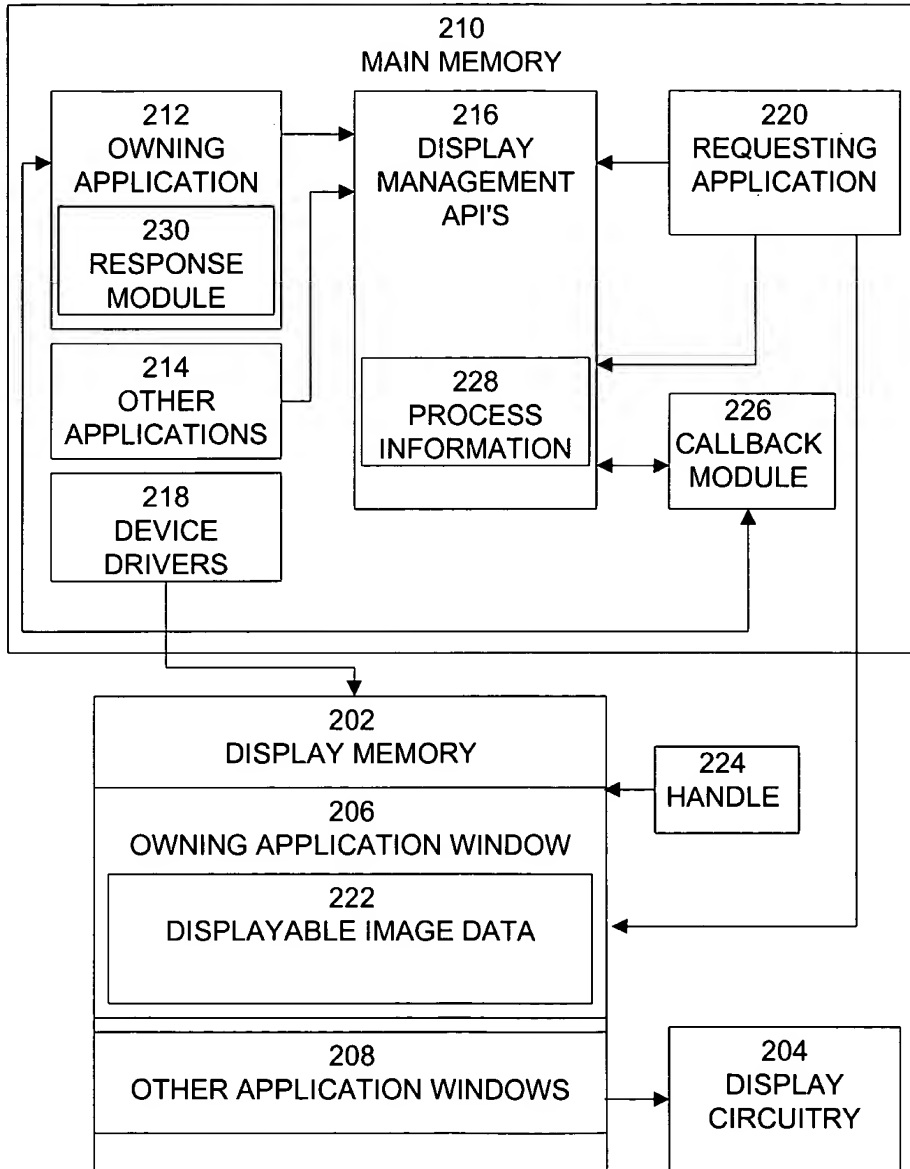 210
MAIN MEMORY
212
OWNING
APPLICATION
230
RESPONSE
MODULE
214
OTHER
APPLICATIONS
218
DEVICE
DRIVERS
216
DISPLAY
MANAGEMENT
API'S
228
PROCESS
INFORMATION
220
REQUESTING
APPLICATION
226
CALLBACK
MODULE
202
DISPLAY MEMORY
224
HANDLE
206
OWNING APPLICATION WINDOW
222
DISPLAYABLE IMAGE DATA
208
OTHER APPLICATION WINDOWS
204
DISPLAY
CIRCUITRY